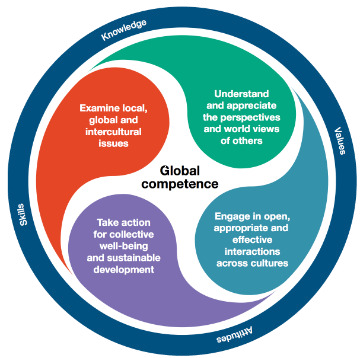 Knowledge
Understand
and appreciate
the perspectives
and world views
of others
Examine local,
global and
intercultural
issues
Values
Global
competence
Skills
Take action
for collective
well-being
and sustainable
development
Engage in open,
appropriate and
effective
interactions
across cultures
Attitudes